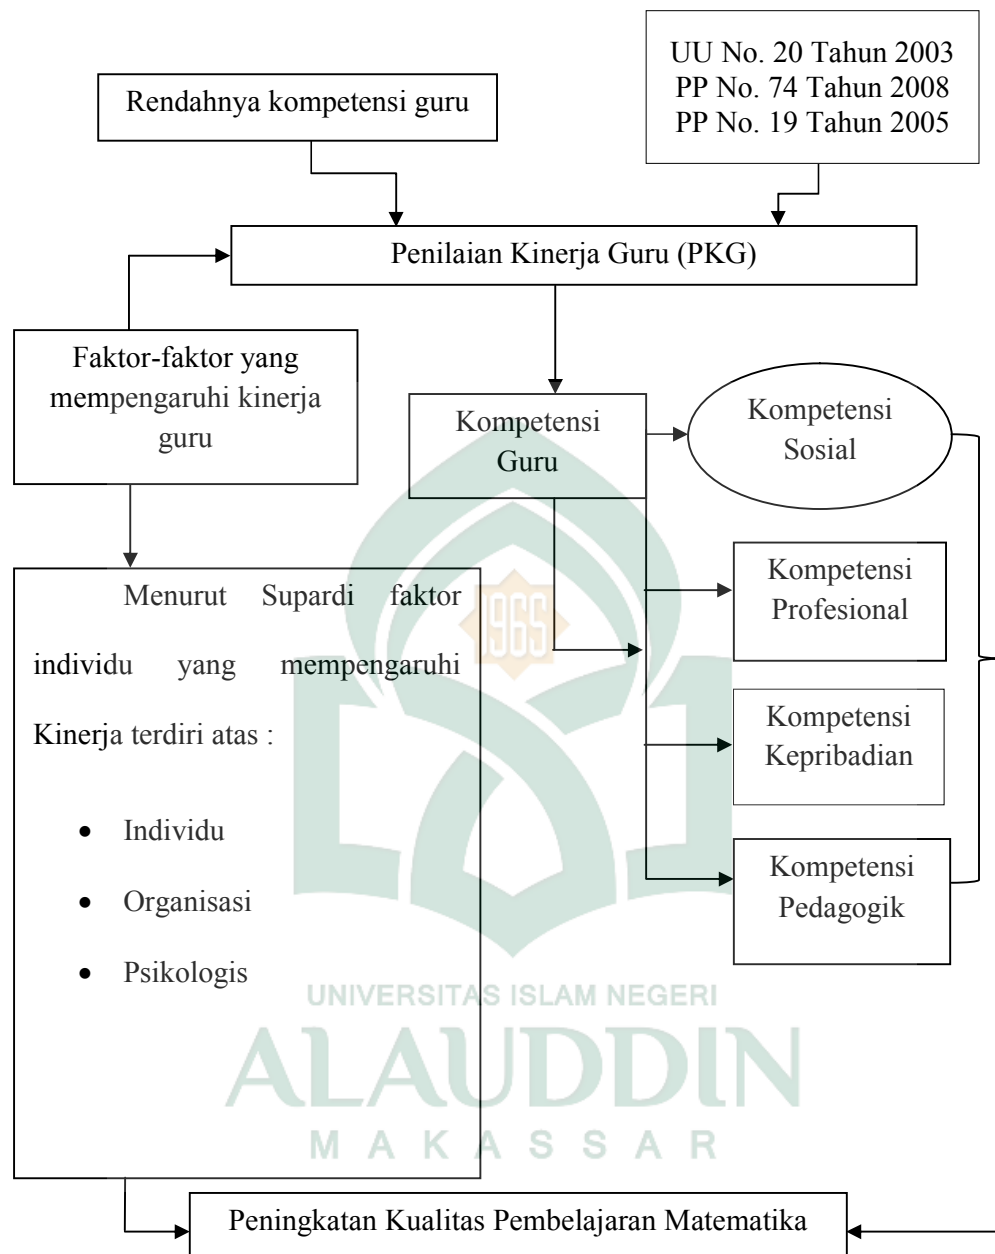 UU No. 20 Tahun 2003
PP No. 74 Tahun 2008
PP No. 19 Tahun 2005
Rendahnya kompetensi guru
Penilaian Kinerja Guru (PKG)
Faktor-faktor yang
mempengaruhi kinerja
guru
Kompetensi
Guru
Kompetensi
Sosial
Kompetensi
Profesional
Kompetensi
Kepribadian
Kompetensi
Pedagogik
Menurut Supardi faktor
individu yang mempengaruhi
Kinerja terdiri atas :
• Individu
• Organisasi
• Psikologis
1965
UNIVERSITAS ISLAM NEGERI
ALAUDDIN
MAKASSAR
Peningkatan Kualitas Pembelajaran Matematika